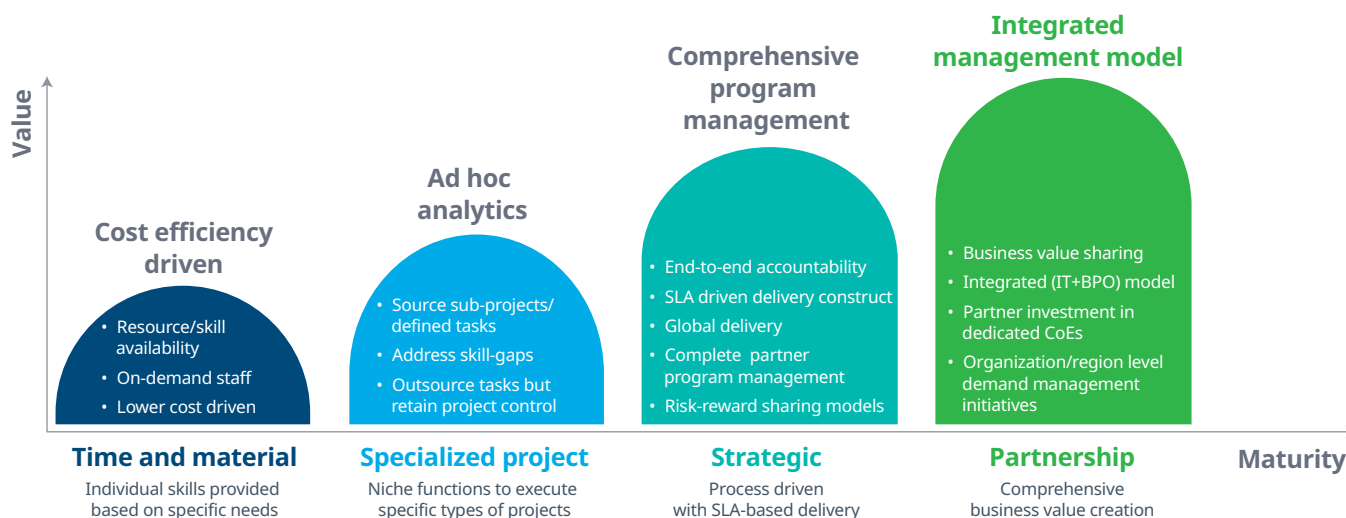 Value
Cost efficiency
driven
• Resource/skill
availability
• On-demand staff
• Lower cost driven
Time and material
Individual skills provided
based on specific needs
Ad hoc
analytics
• Source sub-projects/
defined tasks
• Address skill-gaps
• Outsource tasks but
retain project control
Specialized project
Niche functions to execute
specific types of projects
Comprehensive
program
management
• End-to-end accountability
• SLA driven delivery construct
• Global delivery
• Complete partner
program management
• Risk-reward sharing models
Strategic
Process driven
with SLA-based delivery
Integrated
management model
• Business value sharing
• Integrated (IT+BPO) model
• Partner investment in
dedicated CoEs
• Organization/region level
demand management
initiatives
Partnership
Comprehensive
business value creation
Maturity